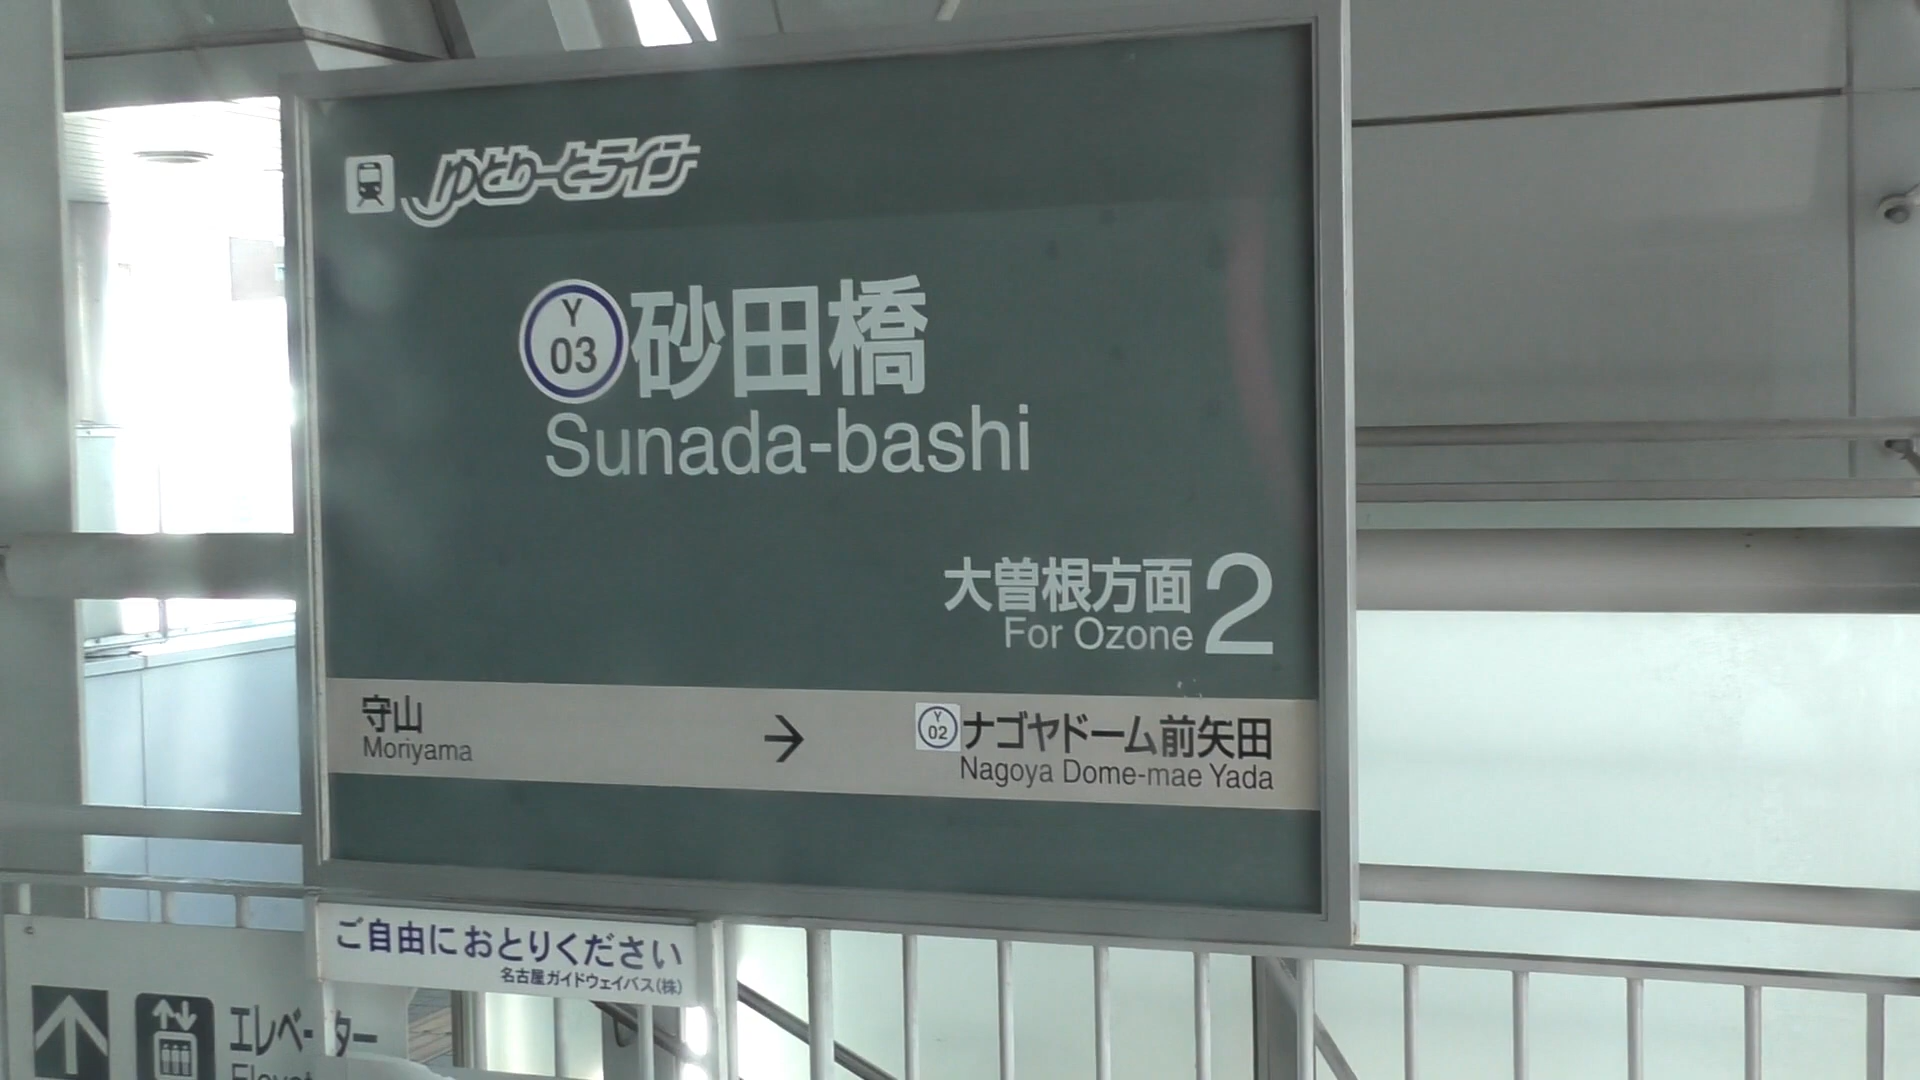 ゆとりーとライン
Y
03
砂田橋
Sunada-bashi
大曽根方面 2
For Ozone
守山
Moriyama
→
Y
02
ナゴヤドーム前矢田
Nagoya Dome-mae Yada
ご自由におとりください
名古屋ガイドウェイバス(株)
エレベーター